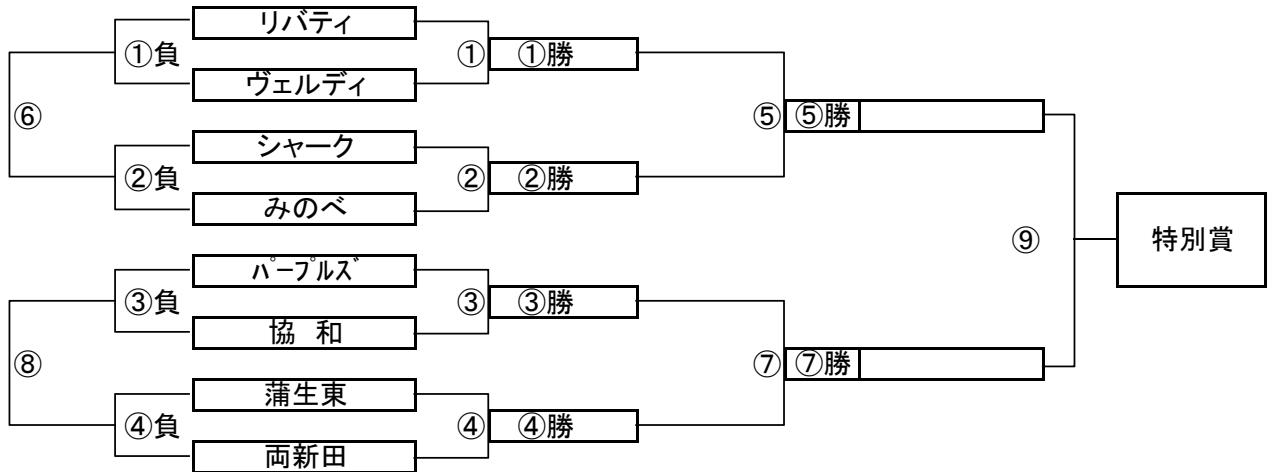 リバティ
①負 ① ①勝
ヴェルディ
⑥ ⑤ ⑤勝
シャーク
②負 ② ②勝
みのべ
⑨ 特別賞
ﾊﾟｰﾌﾟﾙｽﾞ
③負 ③ ③勝
協 和
⑧ ⑦ ⑦勝
蒲生東
④負 ④ ④勝
両新田